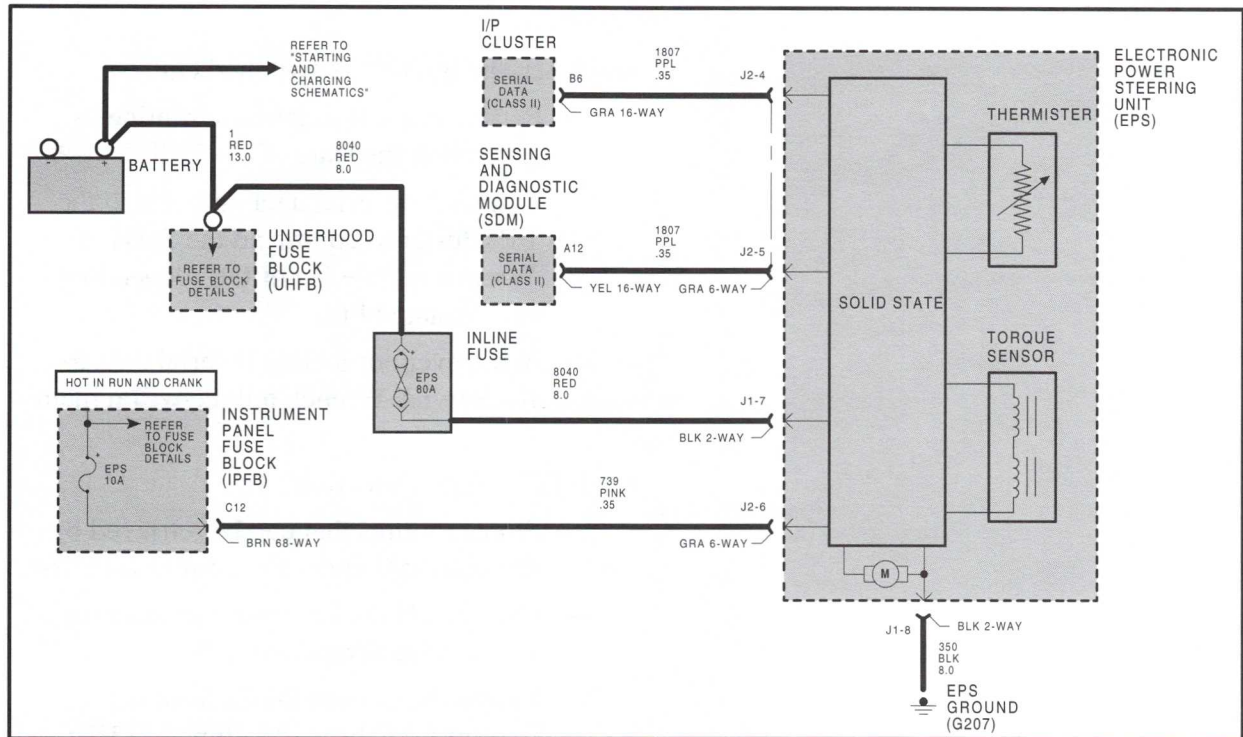 REFER TO
"STARTING
AND
CHARGING
SCHEMATICS"
-
+
BATTERY
1
RED
13.0
8040
RED
8.0
UNDERHOOD
FUSE
BLOCK
(UHFB)
REFER TO
FUSE BLOCK
DETAILS
I/P
CLUSTER
SERIAL
DATA
(CLASS II)
B6
GRA 16-WAY
1807
PPL
.35
J2-4
SENSING
AND
DIAGNOSTIC
MODULE
(SDM)
SERIAL
DATA
(CLASS II)
A12
YEL 16-WAY
1807
PPL
.35
J2-5
GRA 6-WAY
INLINE
FUSE
+
EPS
80A
8040
RED
8.0
J1-7
BLK 2-WAY
HOT IN RUN AND CRANK
REFER
TO FUSE
BLOCK
DETAILS
+
EPS
10A
INSTRUMENT
PANEL
FUSE
BLOCK
(IPFB)
C12
BRN 68-WAY
739
PINK
.35
J2-6
GRA 6-WAY
ELECTRONIC
POWER
STEERING
UNIT
(EPS)
THERMISTER
SOLID STATE
TORQUE
SENSOR
M
J1-8
BLK 2-WAY
350
BLK
8.0
EPS
GROUND
(G207)